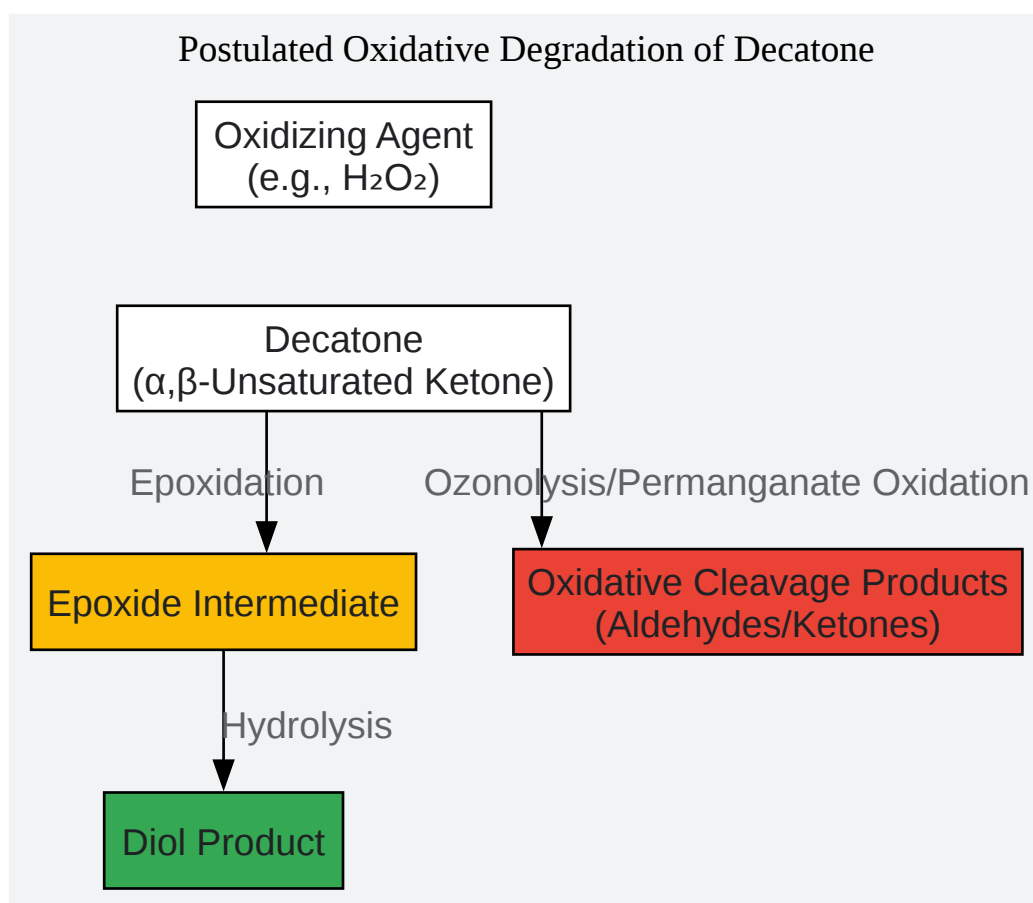 Postulated Oxidative Degradation of Decatone
Oxidizing Agent
(e.g., H₂O₂)
Decatone
(α,β-Unsaturated Ketone)
Epoxidation
Ozonolysis/Permanganate Oxidation
Epoxide Intermediate
Oxidative Cleavage Products
(Aldehydes/Ketones)
Hydrolysis
Diol Product